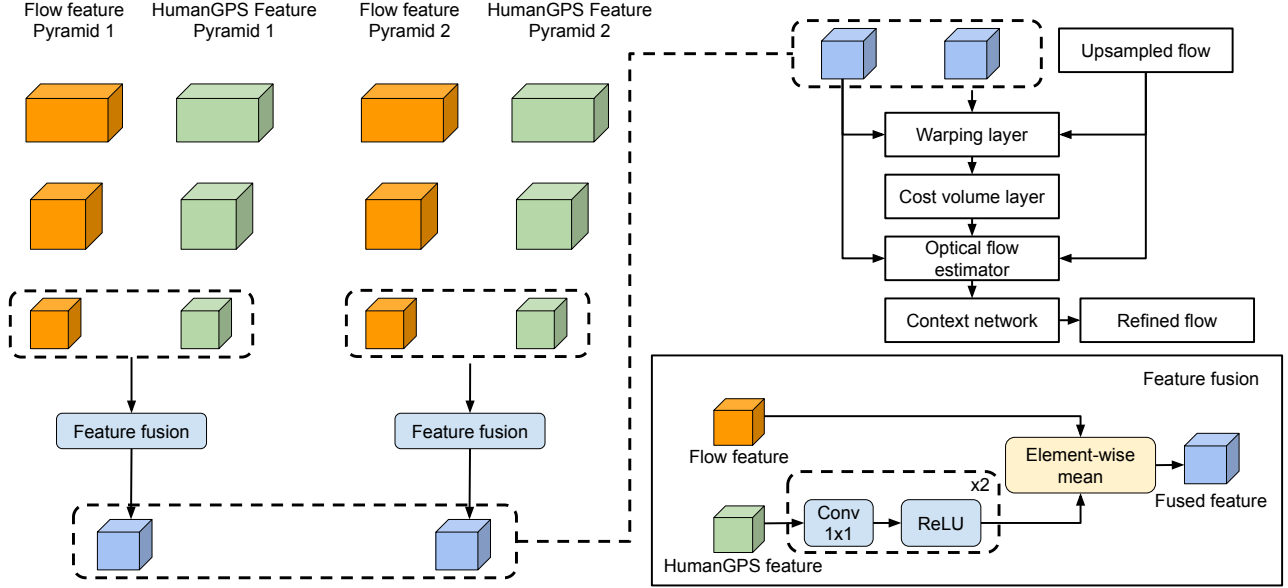 Flow feature
Pyramid 1
HumanGPS Feature
Pyramid 1
Flow feature
Pyramid 2
HumanGPS Feature
Pyramid 2
Feature fusion
Feature fusion
Upsampled flow
Warping layer
Cost volume layer
Optical flow
estimator
Context network
Refined flow
Feature fusion
Flow feature
HumanGPS feature
x2
Conv
1x1
ReLU
Element-wise
mean
Fused feature